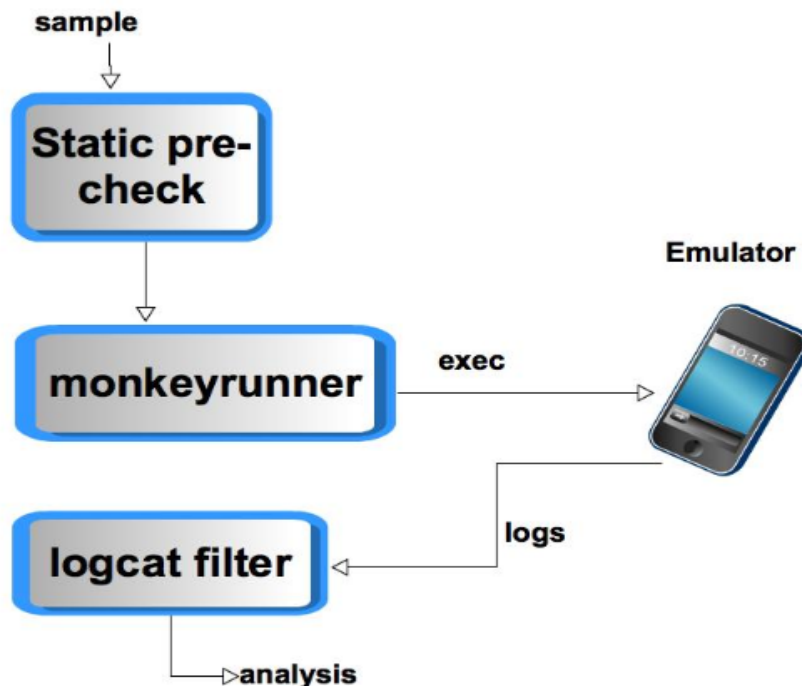 sample
Static pre-
check
Emulator
10:15
monkeyrunner
exec
logs
logcat filter
analysis